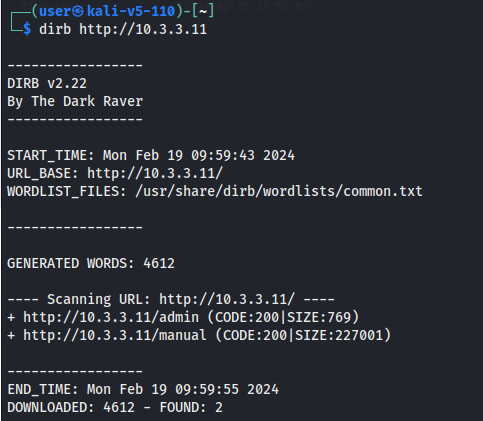 (user㉿kali-v5-110)-[~]
$ dirb http://10.3.3.11
-----------------
DIRB v2.22
By The Dark Raver
-----------------
START_TIME: Mon Feb 19 09:59:43 2024
URL_BASE: http://10.3.3.11/
WORDLIST_FILES: /usr/share/dirb/wordlists/common.txt
-----------------
GENERATED WORDS: 4612
---- Scanning URL: http://10.3.3.11/ ----
+ http://10.3.3.11/admin (CODE:200|SIZE:769)
+ http://10.3.3.11/manual (CODE:200|SIZE:227001)
-----------------
END_TIME: Mon Feb 19 09:59:55 2024
DOWNLOADED: 4612 - FOUND: 2